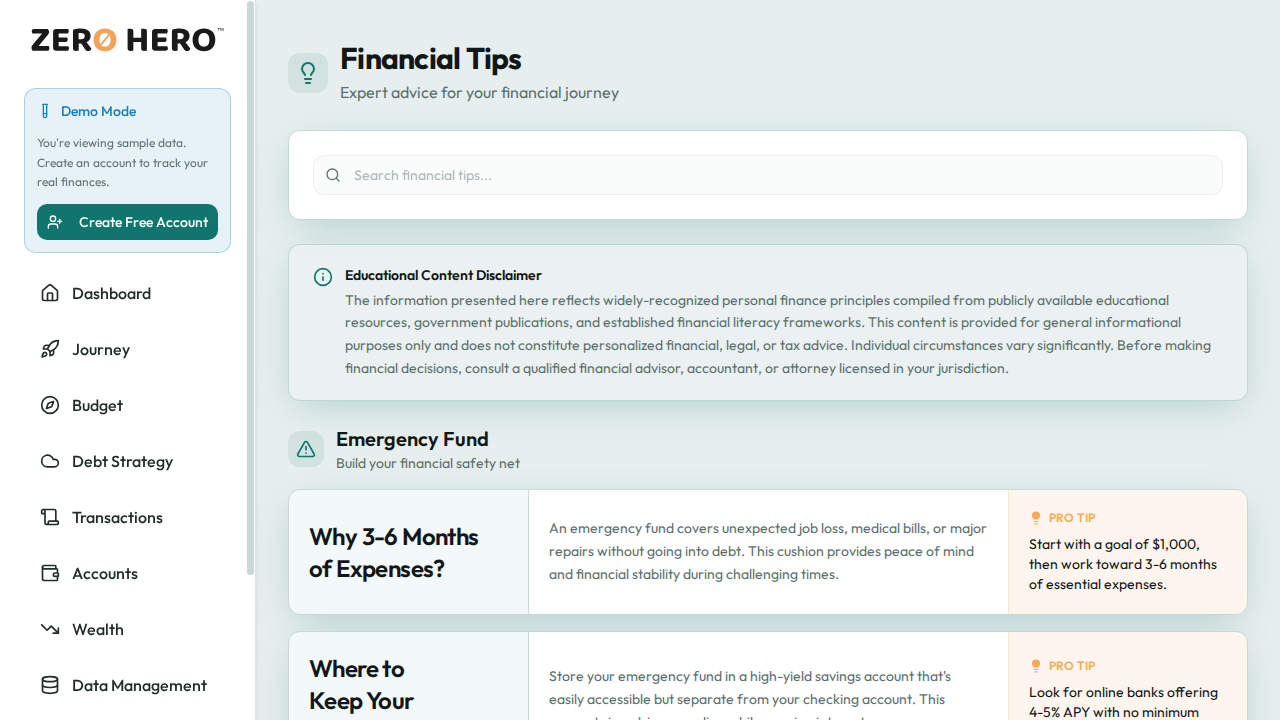 ZERO HERO™
Demo Mode
You're viewing sample data.
Create an account to track your
real finances.
Create Free Account
Dashboard
Journey
Budget
Debt Strategy
Transactions
Accounts
Wealth
Data Management
Financial Tips
Expert advice for your financial journey
Search financial tips...
Educational Content Disclaimer
The information presented here reflects widely-recognized personal finance principles compiled from publicly available educational
resources, government publications, and established financial literacy frameworks. This content is provided for general informational
purposes only and does not constitute personalized financial, legal, or tax advice. Individual circumstances vary significantly. Before making
financial decisions, consult a qualified financial advisor, accountant, or attorney licensed in your jurisdiction.
Emergency Fund
Build your financial safety net
Why 3-6 Months
of Expenses?
An emergency fund covers unexpected job loss, medical bills, or major
repairs without going into debt. This cushion provides peace of mind
and financial stability during challenging times.
PRO TIP
Start with a goal of $1,000,
then work toward 3-6 months
of essential expenses.
Where to
Keep Your
Store your emergency fund in a high-yield savings account that's
easily accessible but separate from your checking account. This
PRO TIP
Look for online banks offering
4-5% APY with no minimum